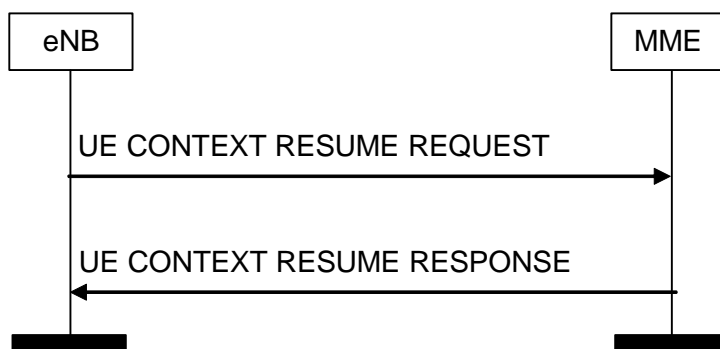 eNB
MME
UE CONTEXT RESUME REQUEST
UE CONTEXT RESUME RESPONSE